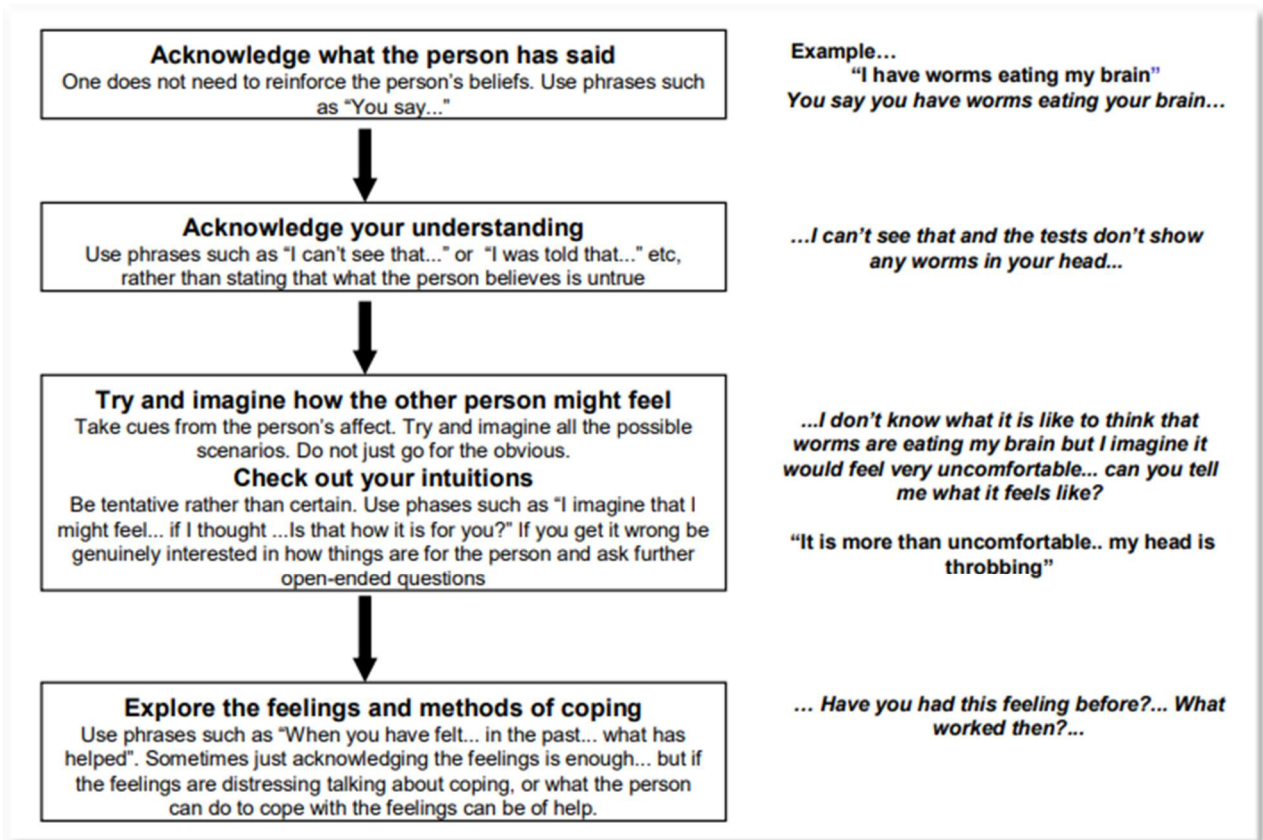 Acknowledge what the person has said
One does not need to reinforce the person's beliefs. Use phrases such
as “You say...”
Example…
“I have worms eating my brain”
You say you have worms eating your brain…
Acknowledge your understanding
Use phrases such as “I can't see that...” or “I was told that...” etc,
rather than stating that what the person believes is untrue
...I can't see that and the tests don't show
any worms in your head...
Try and imagine how the other person might feel
Take cues from the person's affect. Try and imagine all the possible
scenarios. Do not just go for the obvious.
Check out your intuitions
Be tentative rather than certain. Use phases such as “I imagine that I
might feel... if I thought ...Is that how it is for you?” If you get it wrong be
genuinely interested in how things are for the person and ask further
open-ended questions
...I don't know what it is like to think that
worms are eating my brain but I imagine it
would feel very uncomfortable... can you tell
me what it feels like?
“It is more than uncomfortable.. my head is
throbbing”
Explore the feelings and methods of coping
Use phrases such as “When you have felt... in the past... what has
helped”. Sometimes just acknowledging the feelings is enough... but if
the feelings are distressing talking about coping, or what the person
can do to cope with the feelings can be of help.
... Have you had this feeling before?... What
worked then?...